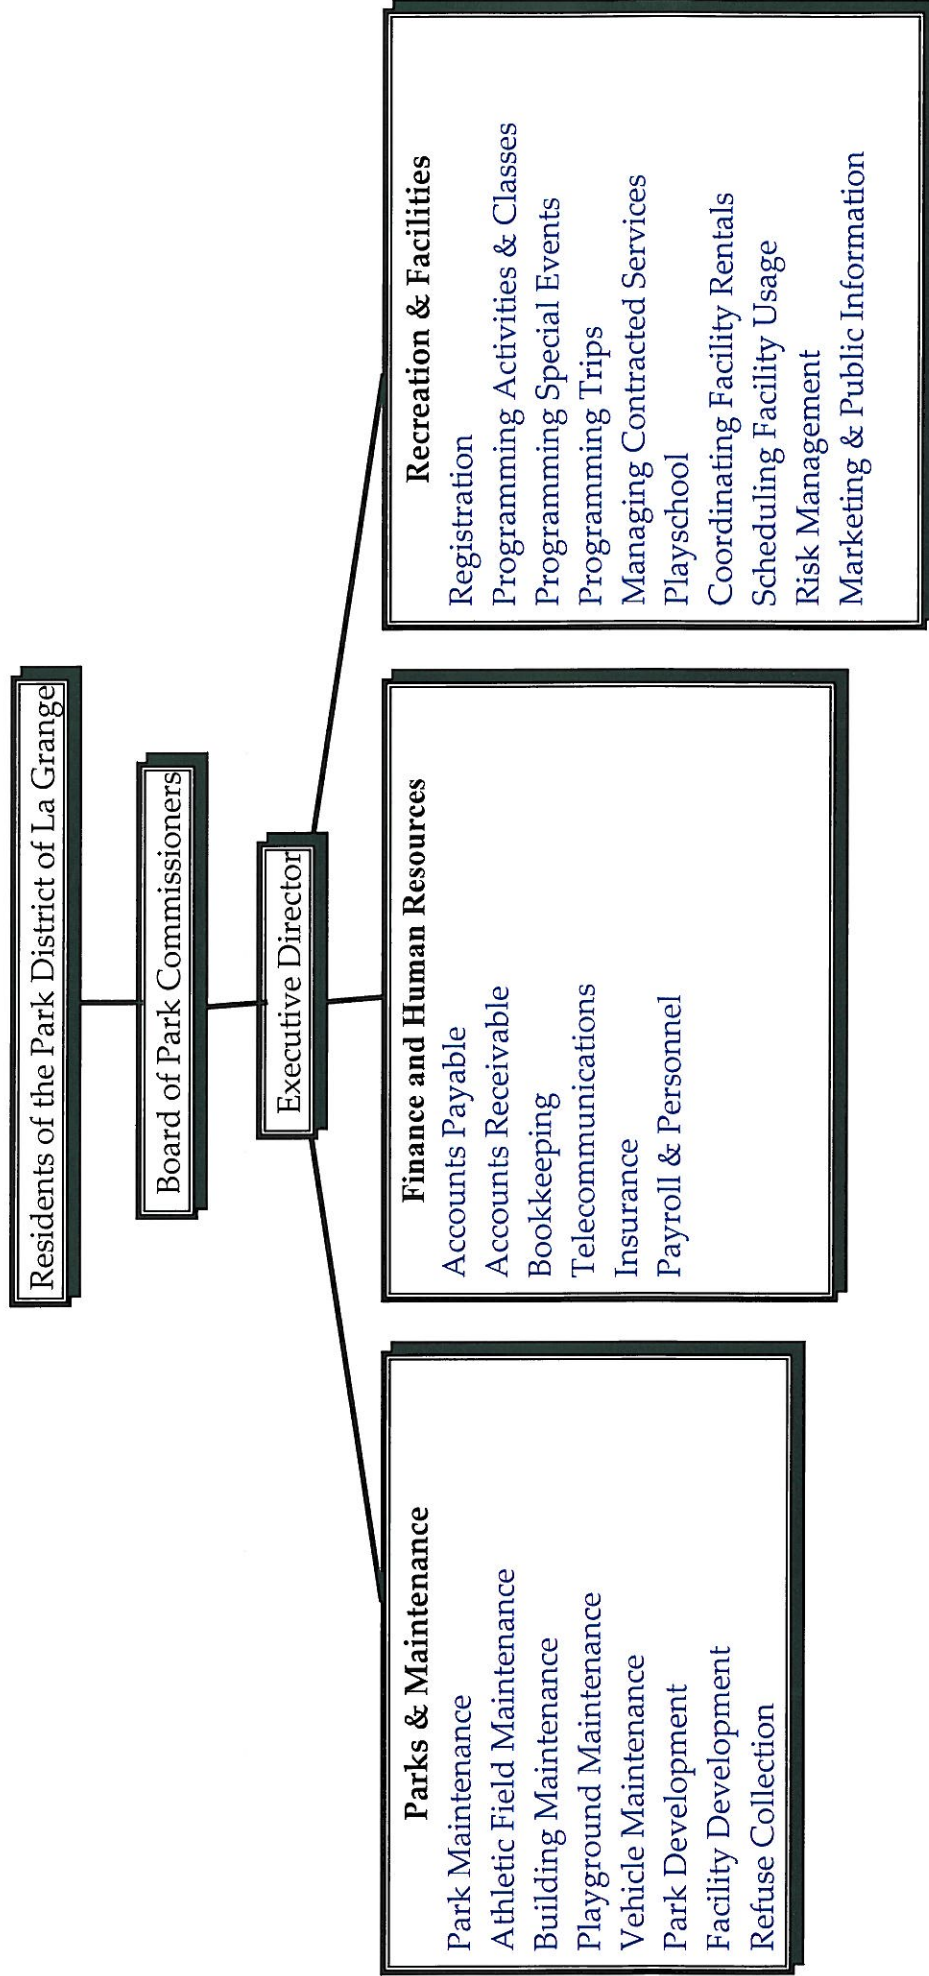 Residents of the Park District of La Grange
Board of Park Commissioners
Executive Director
Parks & Maintenance
Park Maintenance
Athletic Field Maintenance
Building Maintenance
Playground Maintenance
Vehicle Maintenance
Park Development
Facility Development
Refuse Collection
Finance and Human Resources
Accounts Payable
Accounts Receivable
Bookkeeping
Telecommunications
Insurance
Payroll & Personnel
Recreation & Facilities
Registration
Programming Activities & Classes
Programming Special Events
Programming Trips
Managing Contracted Services
Playschool
Coordinating Facility Rentals
Scheduling Facility Usage
Risk Management
Marketing & Public Information